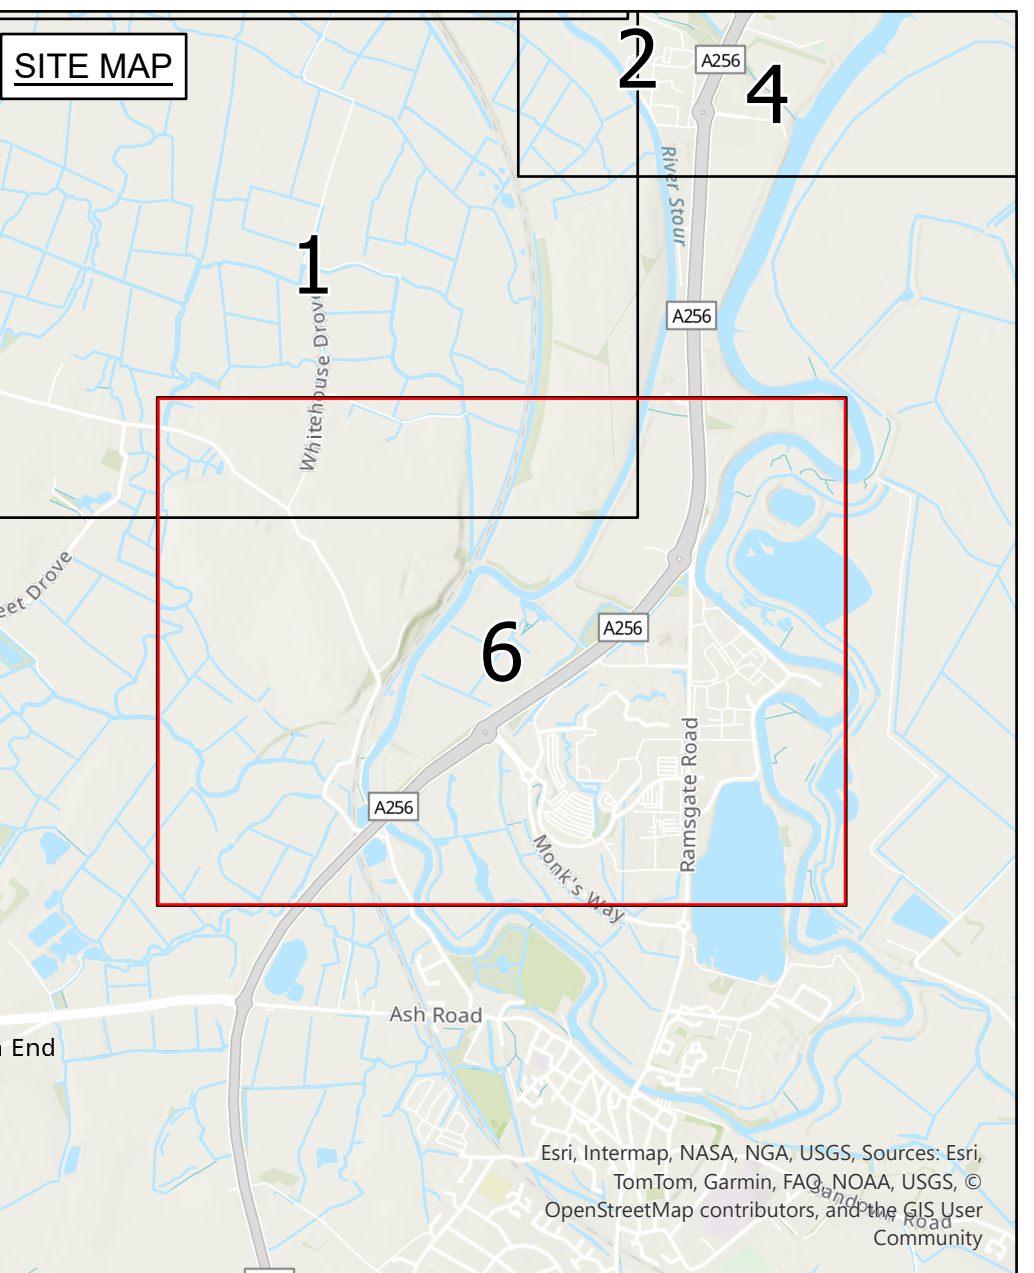 SITE MAP
2
A256
4
River Stour
1
A256
Whitehouse Drove
eet Drove
6
A256
Ramsgate Road
A256
Monk's Way
Ash Road
End
Esri, Intermap, NASA, NGA, USGS, Sources: Esri,
TomTom, Garmin, FAO, NOAA, USGS, ©
OpenStreetMap contributors, and the GIS User
Community
Sandown Road